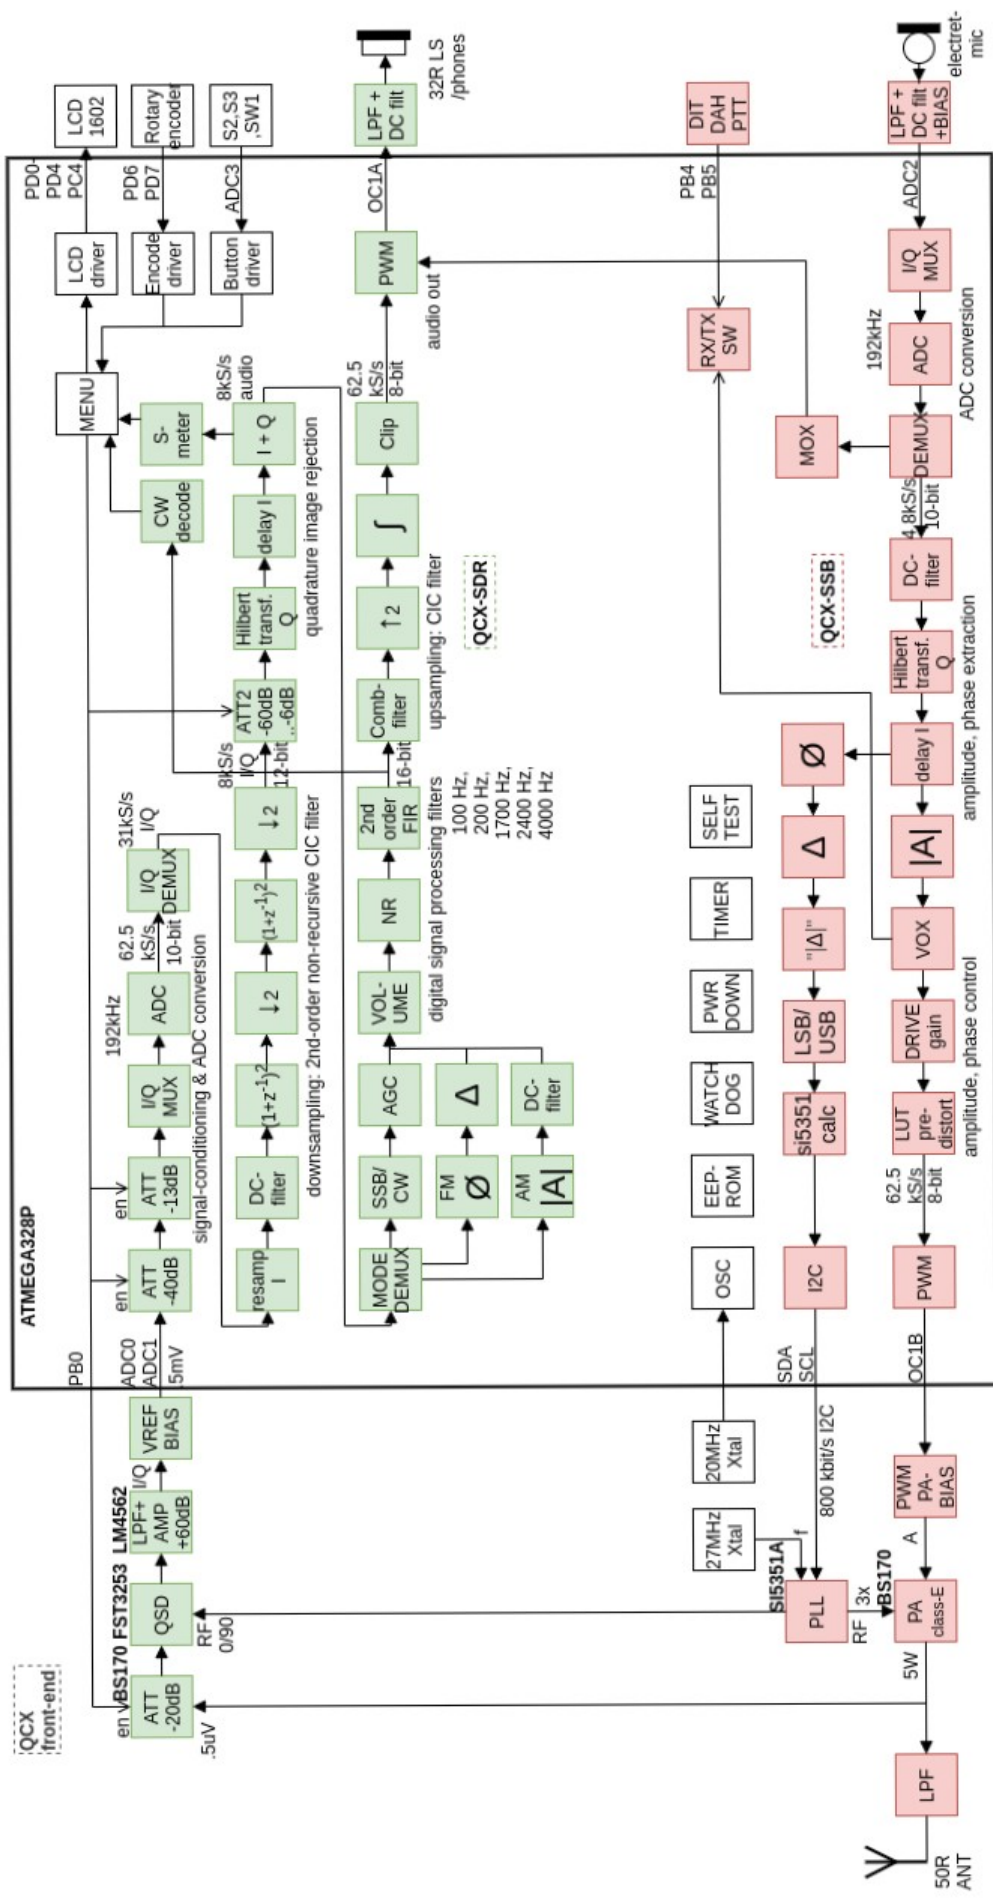 QCX
front-end
ATMEGA328P
PB0
en
BS170
ATT
-20dB
.5uV
FST3253
QSD
RF
0/90
LM4562
LPF+
AMP
+60dB
I/Q
VREF
BIAS
ADC0
ADC1
.5mV
en
ATT
-40dB
en
ATT
-13dB
I/Q
MUX
192kHz
ADC
62.5
kS/s
10-bit
I/Q
DEMUX
31kS/s
I/Q
signal-conditioning & ADC conversion
resamp
I
DC-
filter
(1+z-1)2
↓2
(1+z-1)2
↓2
8kS/s
I/Q
12-bit
downsampling: 2nd-order non-recursive CIC filter
ATT2
-60dB
..-6dB
Hilbert
transf.
Q
delay I
I + Q
8kS/s
audio
quadrature image rejection
CW
decode
S-
meter
MENU
LCD
driver
PD0-
PD4
PC4
LCD
1602
Encode
driver
PD6
PD7
Rotary
encoder
Button
driver
ADC3
S2,S3
,SW1
MODE
DEMUX
SSB/
CW
AGC
FM
Ø
Δ
AM
|A|
DC-
filter
VOL-
UME
NR
2nd
order
FIR
16-bit
digital signal processing filters
100 Hz,
200 Hz,
1700 Hz,
2400 Hz,
4000 Hz
Comb-
filter
↑2
∫
Clip
62.5
kS/s
8-bit
upsampling: CIC filter
PWM
audio out
OC1A
LPF +
DC filt
32R LS
/phones
QCX-SDR
QCX-SSB
DIT
DAH
PTT
PB4
PB5
RX/TX
SW
27MHz
Xtal
20MHz
Xtal
OSC
EEP-
ROM
WATCH
DOG
PWR
DOWN
TIMER
SELF
TEST
SI5351A
f
PLL
3x
RF
800 kbit/s I2C
SDA
SCL
I2C
si5351
calc
LSB/
USB
"|Δ|"
Δ
Ø
MOX
50R
ANT
LPF
5W
BS170
PA
class-E
A
PWM
PA-
BIAS
OC1B
PWM
62.5
kS/s
8-bit
LUT
pre-
distort
DRIVE
gain
VOX
|A|
delay I
Hilbert
transf.
Q
DC-
filter
4.8kS/s
10-bit
DEMUX
ADC
192kHz
I/Q
MUX
ADC2
LPF +
DC filt
+BIAS
electret-
mic
amplitude, phase control
amplitude, phase extraction
ADC conversion